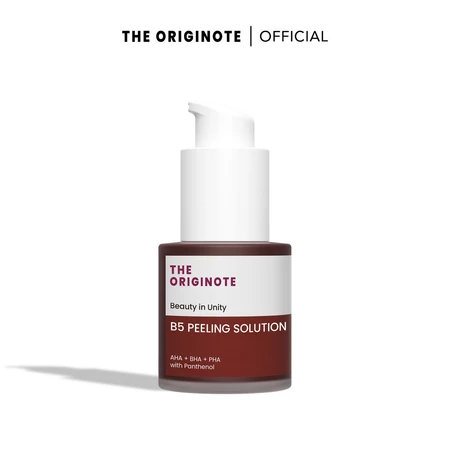 THE ORIGINOTE | OFFICIAL
THE
ORIGINOTE
Beauty in Unity
B5 PEELING SOLUTION
AHA + BHA + PHA
with Panthenol